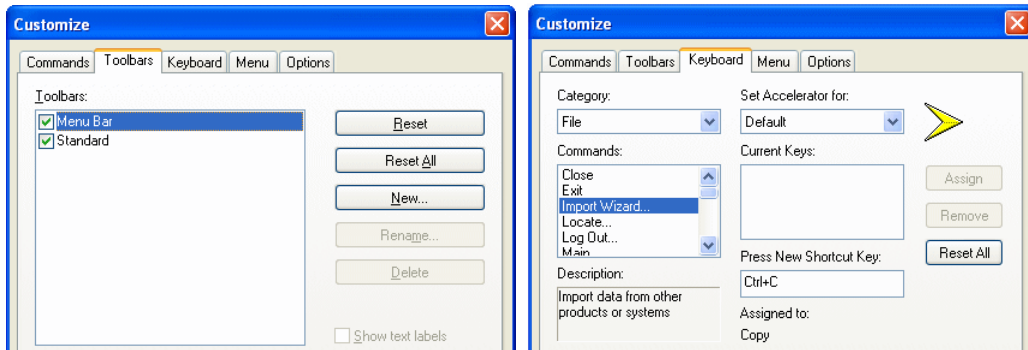 Customize
Commands Toolbars Keyboard Menu Options
Toolbars:
Menu Bar
Standard
Reset
Reset All
New...
Rename...
Delete
Show text labels
Customize
Commands Toolbars Keyboard Menu Options
Category:
File
Set Accelerator for:
Default
Commands:
Close
Exit
Import Wizard...
Locate...
Log Out...
Main
Current Keys:
Assign
Remove
Reset All
Description:
Import data from other
products or systems
Press New Shortcut Key:
Ctrl+C
Assigned to:
Copy